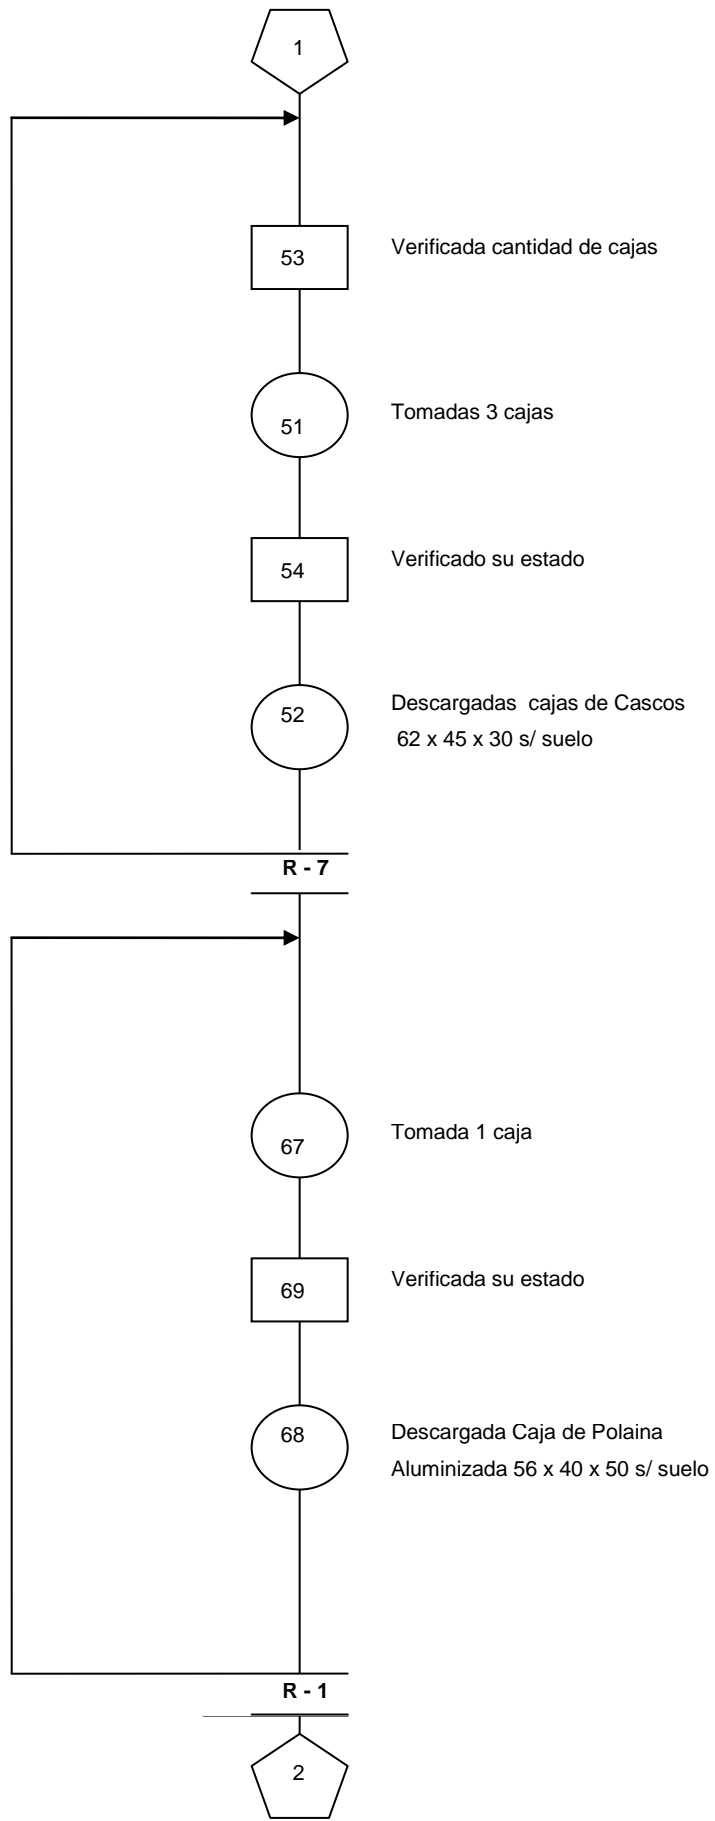 1
53
Verificada cantidad de cajas
51
Tomadas 3 cajas
54
Verificado su estado
52
Descargadas cajas de Cascos
62 x 45 x 30 s/ suelo
R - 7
67
Tomada 1 caja
69
Verificada su estado
68
Descargada Caja de Polaina
Aluminizada 56 x 40 x 50 s/ suelo
R - 1
2